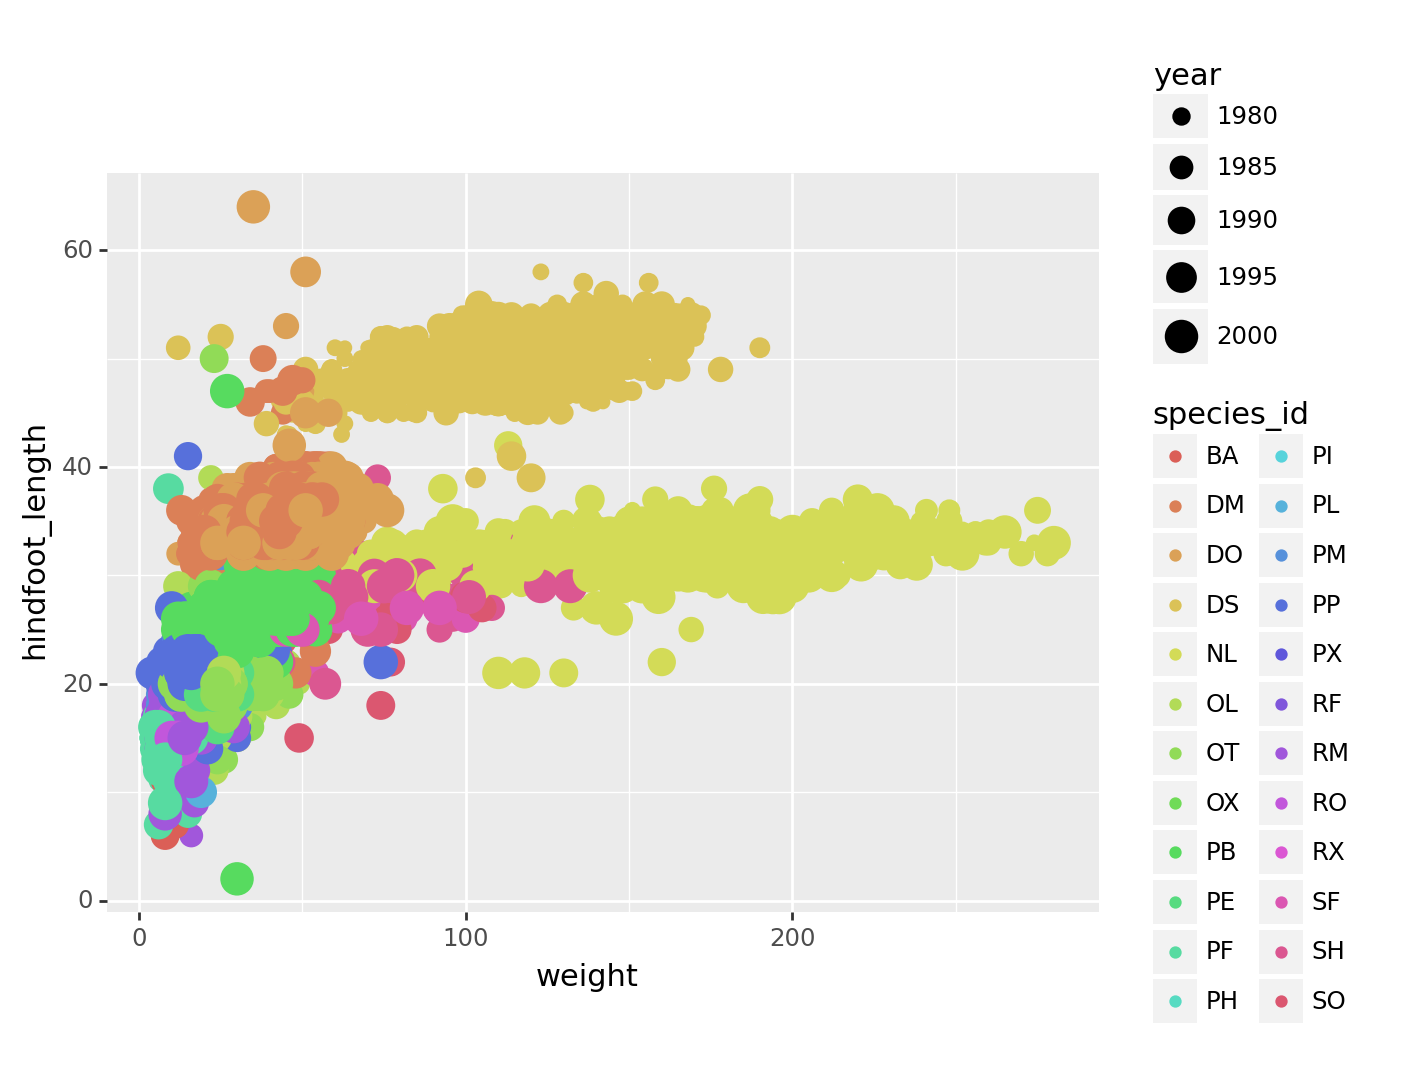 year
1980
1985
1990
1995
2000
60
40
20
0
hindfoot_length
0 100 200
weight
species_id
BA PI
DM PL
DO PM
DS PP
NL PX
OL RF
OT RM
OX RO
PB RX
PE SF
PF SH
PH SO